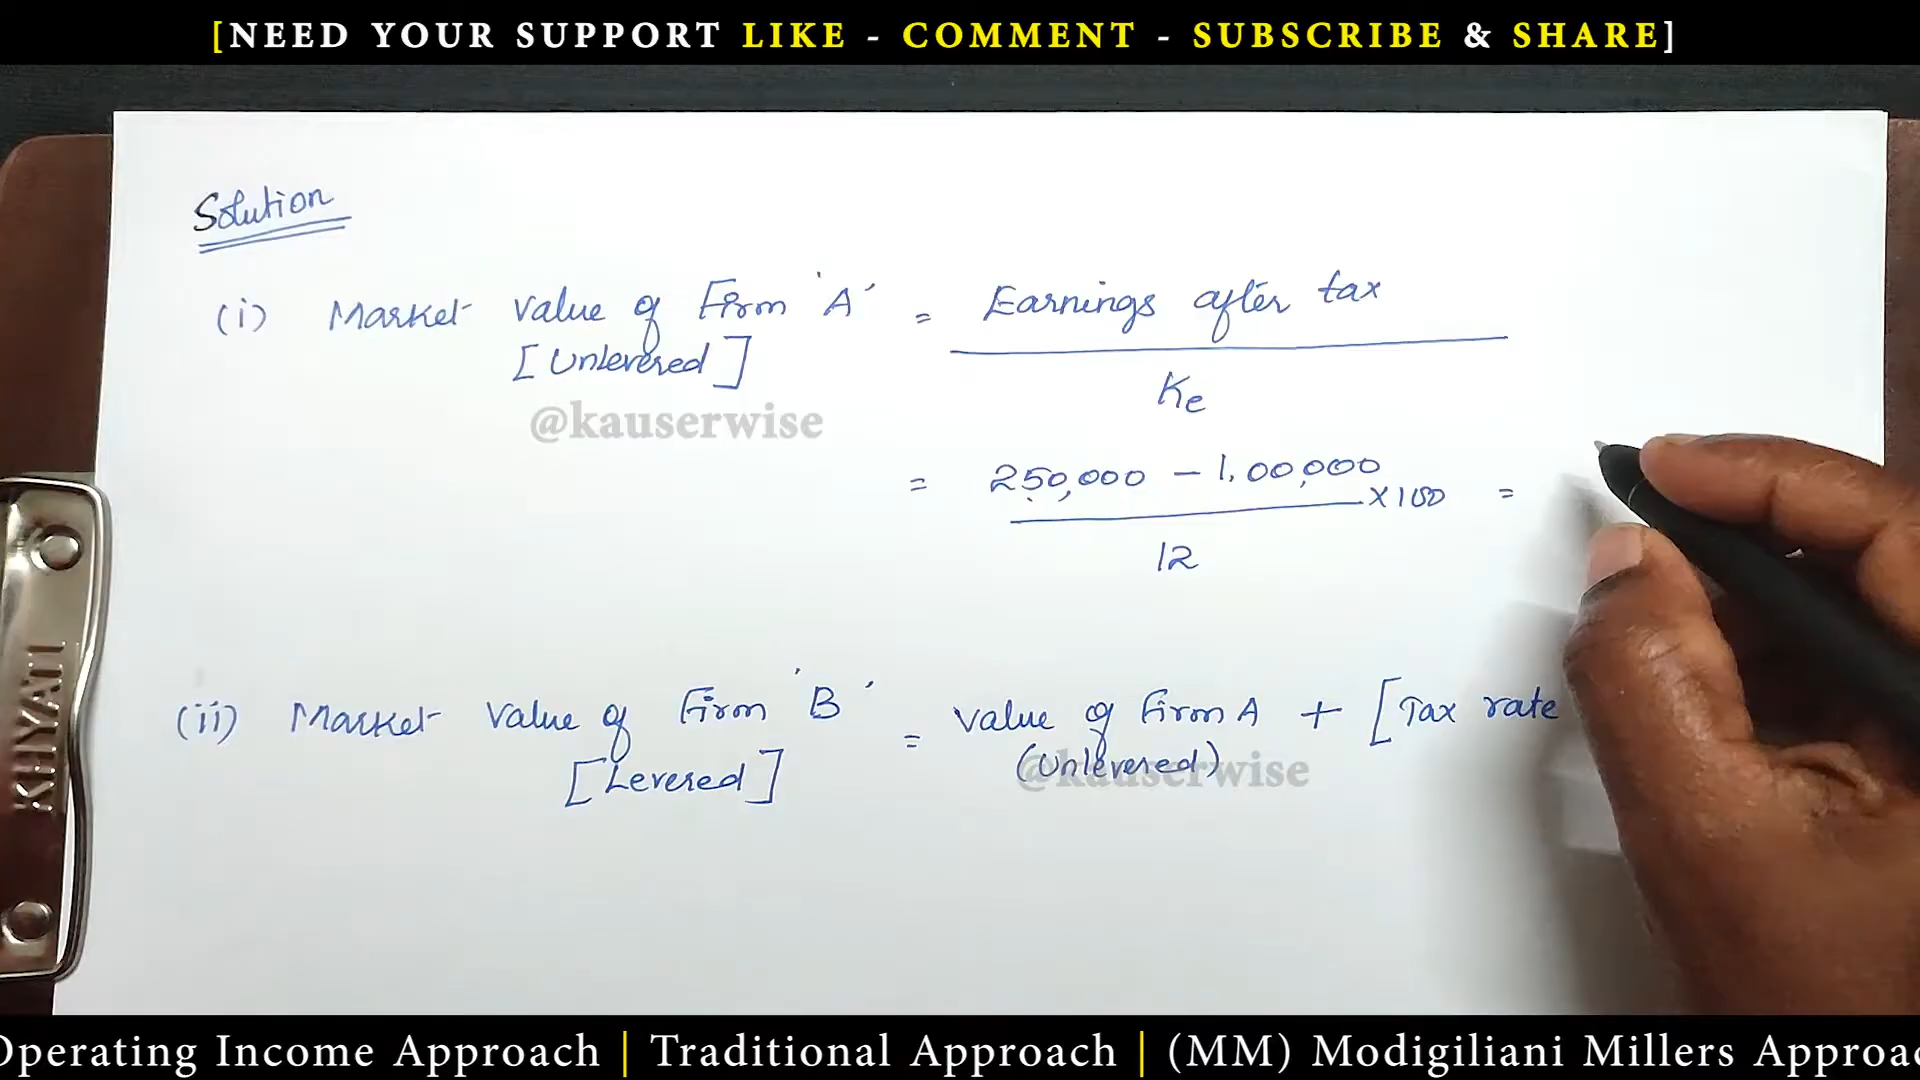 [NEED YOUR SUPPORT LIKE - COMMENT - SUBSCRIBE & SHARE]
Solution
(i) Market value of Firm 'A' = Earnings after tax
[Unlevered]
Ke
@kauserwise
= 250,000 - 1,00,000 x100 =
12
(ii) Market value of Firm 'B' = value of Firm A + [Tax rate
[Levered] (Unlevered)
@kauserwise
KHYATI
Operating Income Approach | Traditional Approach | (MM) Modigiliani Millers Approac